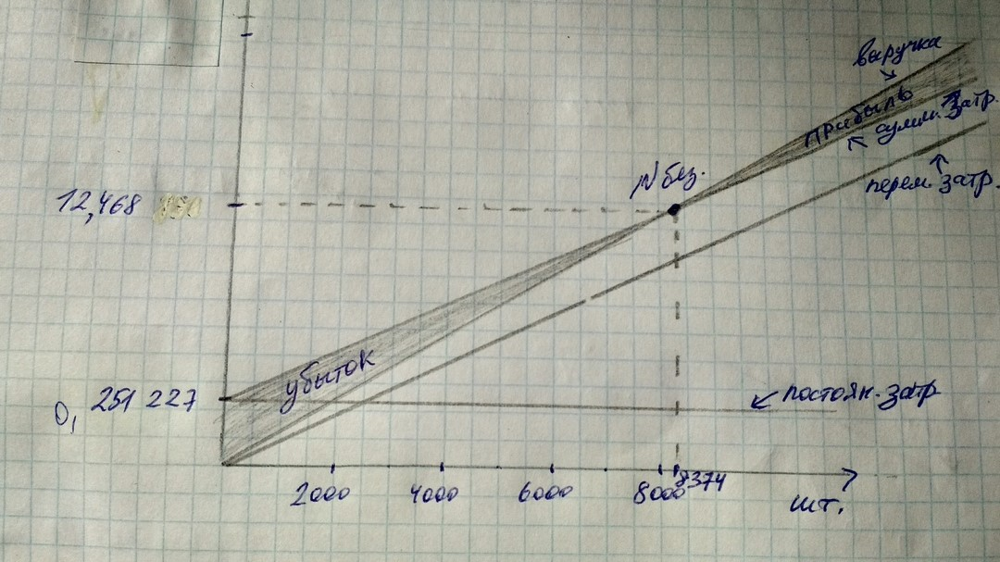 выручка
прибыль
сумм. затр.
N без.
перем. затр.
12,468
убыток
0, 251 227
постоян. затр.
2000
4000
6000
8000
8374
шт.